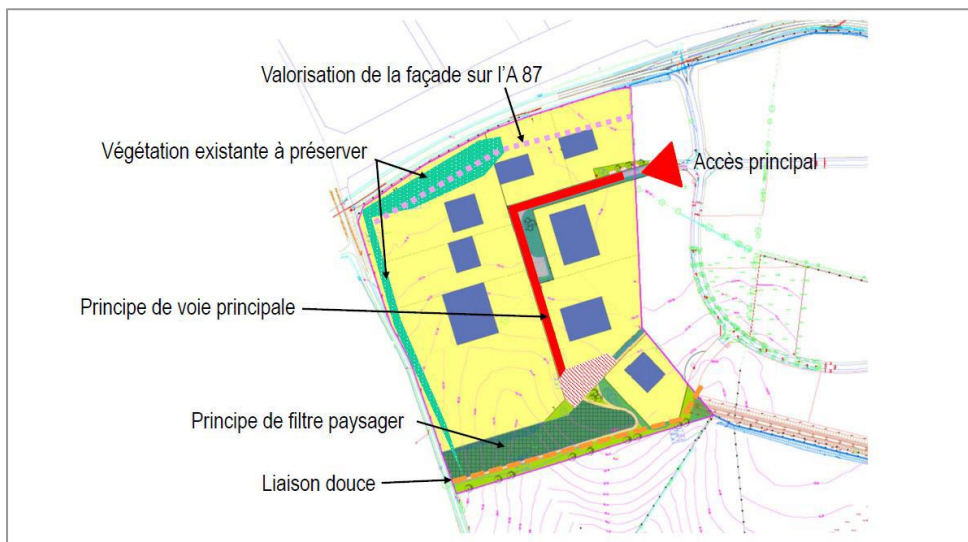 Valorisation de la façade sur l'A 87
Végétation existante à préserver
Accès principal
Principe de voie principale
Principe de filtre paysager
Liaison douce